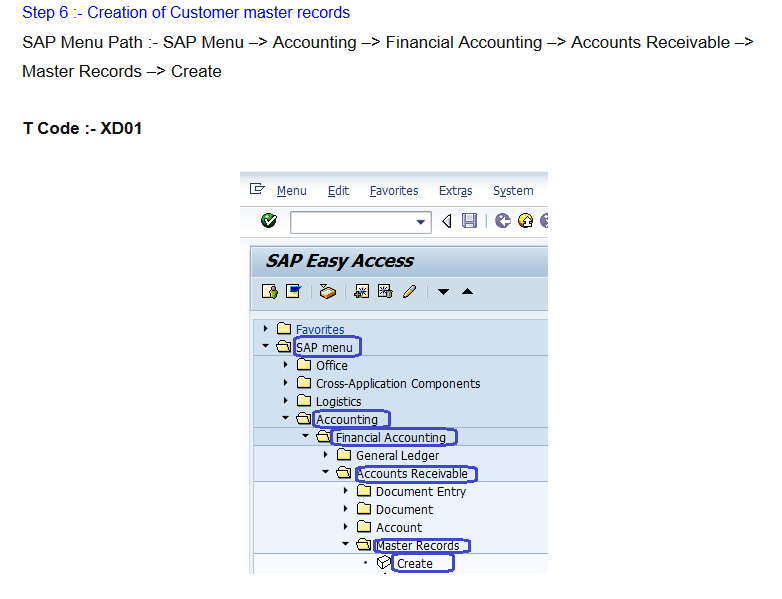 Step 6 :- Creation of Customer master records
SAP Menu Path :- SAP Menu –> Accounting –> Financial Accounting –> Accounts Receivable –>
Master Records –> Create
T Code :- XD01
Menu Edit Favorites Extras System
SAP Easy Access
Favorites
SAP menu
Office
Cross-Application Components
Logistics
Accounting
Financial Accounting
General Ledger
Accounts Receivable
Document Entry
Document
Account
Master Records
Create